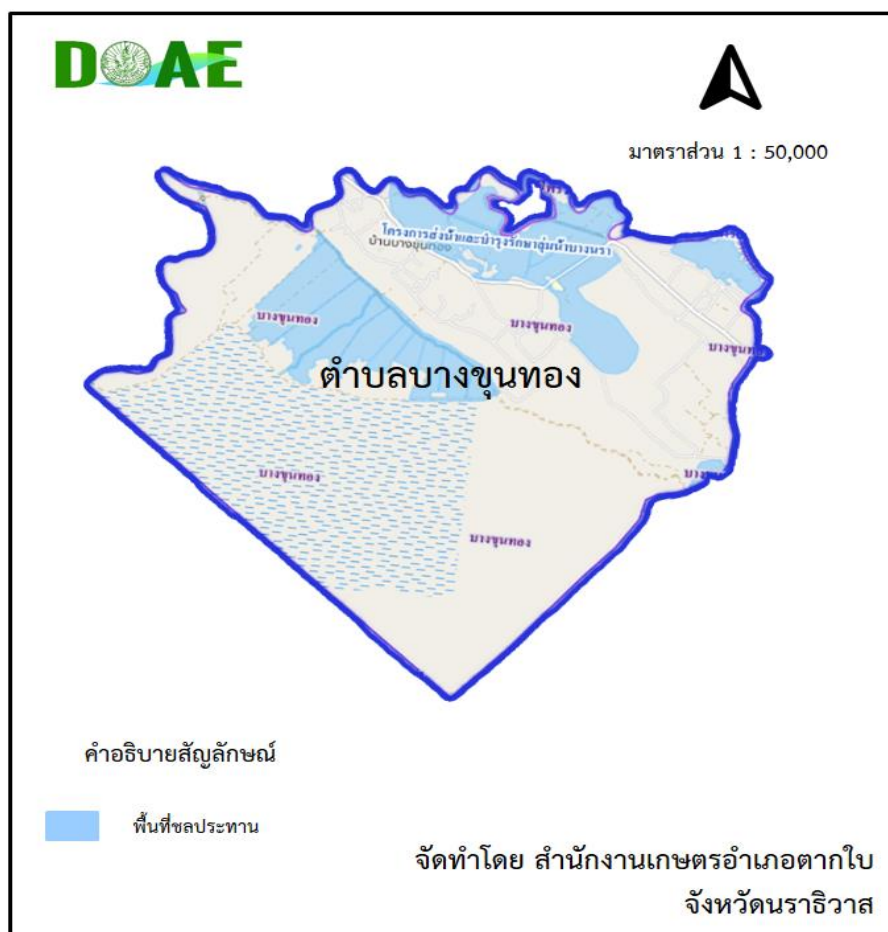 DOAE
มาตราส่วน 1 : 50,000
โครงการส่งน้ำและบำรุงรักษาลุ่มน้ำบางนรา
บ้านบางขุนทอง
บางขุนทอง
บางขุนทอง
บางขุนท
ตำบลบางขุนทอง
บางขุนทอง
บาง
บางขุนทอง
คำอธิบายสัญลักษณ์
พื้นที่ชลประทาน
จัดทำโดย สำนักงานเกษตรอำเภอตากใบ
จังหวัดนราธิวาส